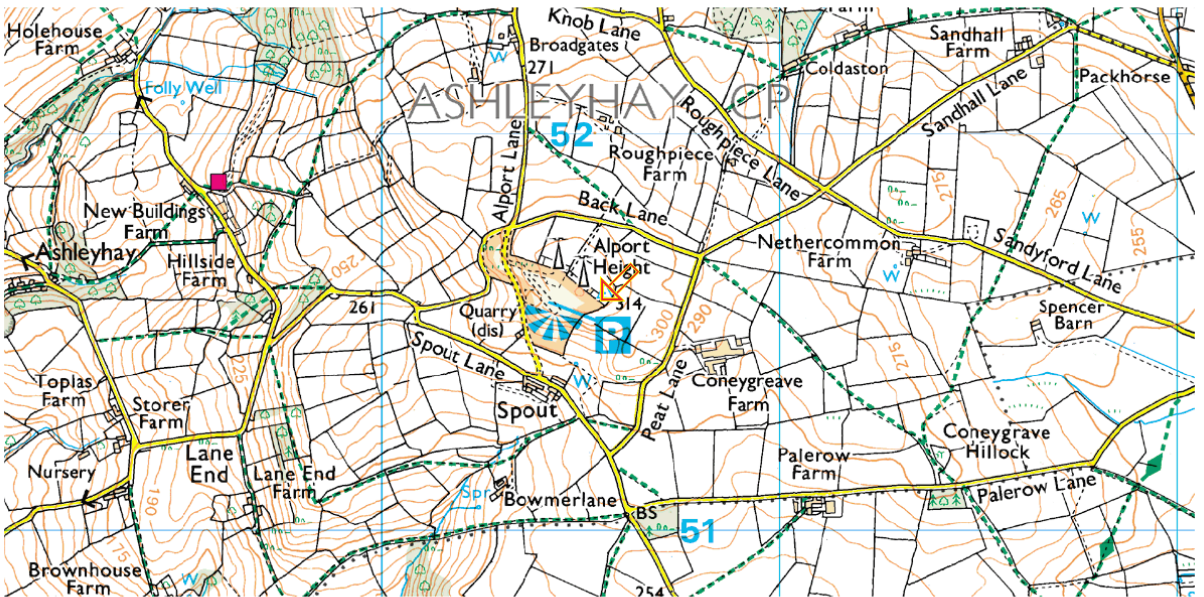 Holehouse
Farm
Knob Lane
Farm
Sandhall
Farm
W
Broadgates
271
Coldaston
Packhorse
Folly Well
ASHLEYHAY CP
Sandhall Lane
52
Roughpiece Lane
Roughpiece
Farm
Alport Lane
275
265
New Buildings
Farm
Back Lane
W
255
Ashleyhay
Hillside
Farm
250
Alport
Height
Nethercommon
Farm
W
Sandyford Lane
261
314
Quarry
(dis)
P
300
290
Spencer
Barn
Spout Lane
275
225
W
Toplas
Farm
Coneygreave
Farm
Storer
Farm
Spout
Peat Lane
Lane
End
Coneygrave
Hillock
Nursery
Lane End
Farm
Palerow
Farm
190
Spr
Bowmerlane
Palerow Lane
BS
51
Brownhouse
Farm
W
254